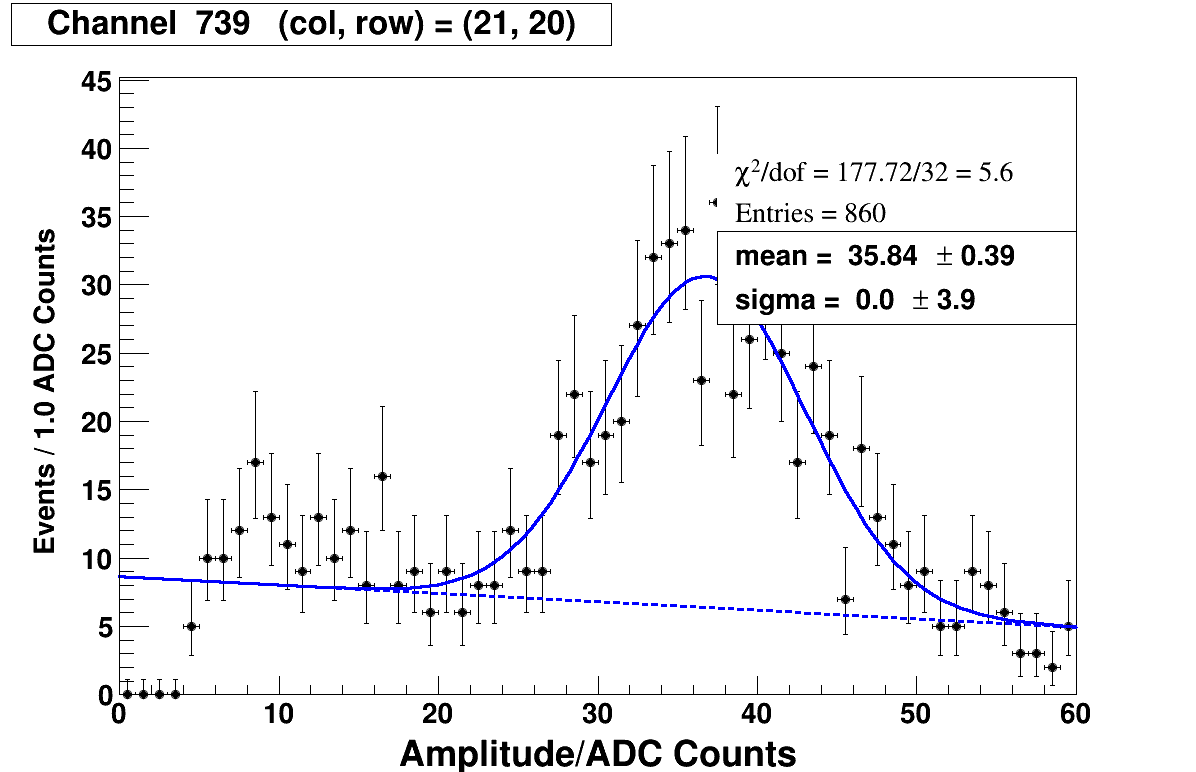 Channel 739 (col, row) = (21, 20)
45
40
35
30
25
20
15
10
5
0
Events / 1.0 ADC Counts
χ²/dof = 177.72/32 = 5.6
Entries = 860
mean = 35.84 ± 0.39
sigma = 0.0 ± 3.9
0 10 20 30 40 50 60
Amplitude/ADC Counts